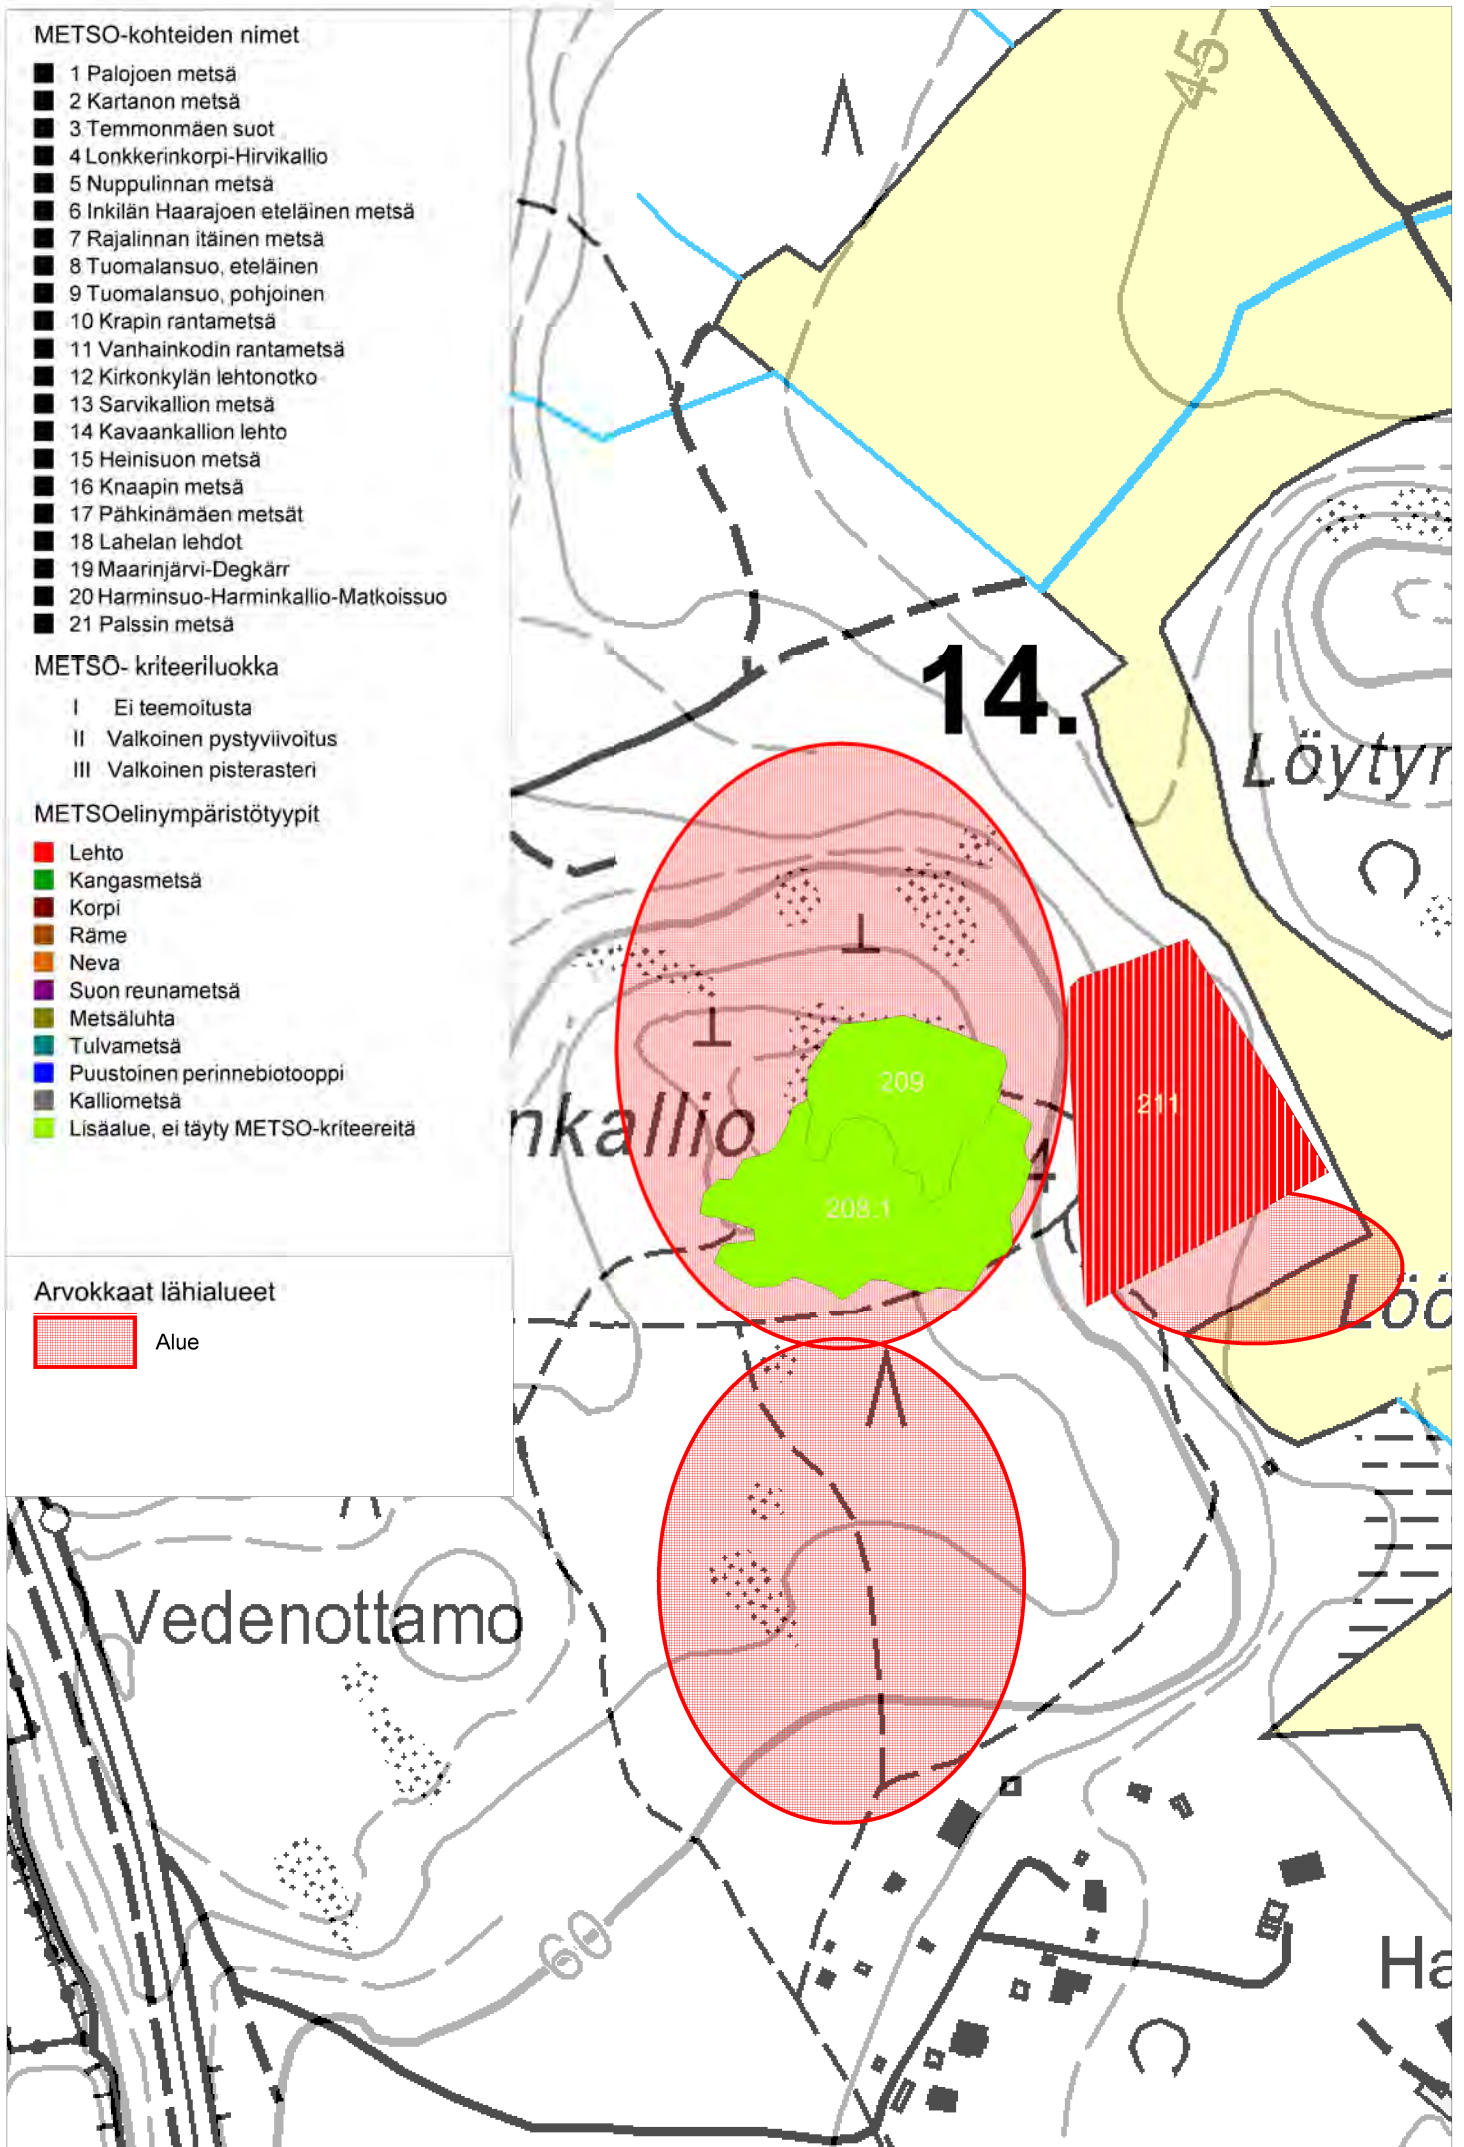 METSO-kohteiden nimet
1 Palojoen metsä
2 Kartanon metsä
3 Temmonmäen suot
4 Lonkkerinkorpi-Hirvikallio
5 Nuppulinnan metsä
6 Inkilän Haarajoen eteläinen metsä
7 Rajalinnan itäinen metsä
8 Tuomalansuo, eteläinen
9 Tuomalansuo, pohjoinen
10 Krapin rantametsä
11 Vanhainkodin rantametsä
12 Kirkonkylän lehtonotko
13 Sarvikallion metsä
14 Kavaankallion lehto
15 Heinisuon metsä
16 Knaapin metsä
17 Pähkinämäen metsät
18 Lahelan lehdot
19 Maarinjärvi-Degkärr
20 Harminsuo-Harminkallio-Matkoissuo
21 Palssin metsä
METSO- kriteeriluokka
I Ei teemoitusta
II Valkoinen pystyviivoitus
III Valkoinen pisterasteri
METSOelinympäristötyypit
Lehto
Kangasmetsä
Korpi
Räme
Neva
Suon reunametsä
Metsäluhta
Tulvametsä
Puustoinen perinnebiotooppi
Kalliometsä
Lisäalue, ei täyty METSO-kriteereitä
Arvokkaat lähialueet
Alue
45
14.
Löytyr
209
211
nkallio
4
208.1
Löö
Vedenottamo
60
Ha